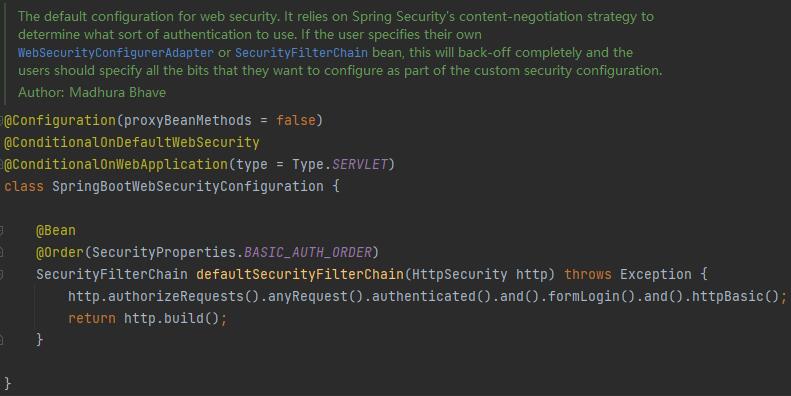 The default configuration for web security. It relies on Spring Security's content-negotiation strategy to
determine what sort of authentication to use. If the user specifies their own
WebSecurityConfigurerAdapter or SecurityFilterChain bean, this will back-off completely and the
users should specify all the bits that they want to configure as part of the custom security configuration.
Author: Madhura Bhave
@Configuration(proxyBeanMethods = false)
@ConditionalOnDefaultWebSecurity
@ConditionalOnWebApplication(type = Type.SERVLET)
class SpringBootWebSecurityConfiguration {
@Bean
@Order(SecurityProperties.BASIC_AUTH_ORDER)
SecurityFilterChain defaultSecurityFilterChain(HttpSecurity http) throws Exception {
http.authorizeRequests().anyRequest().authenticated().and().formLogin().and().httpBasic();
return http.build();
}
}